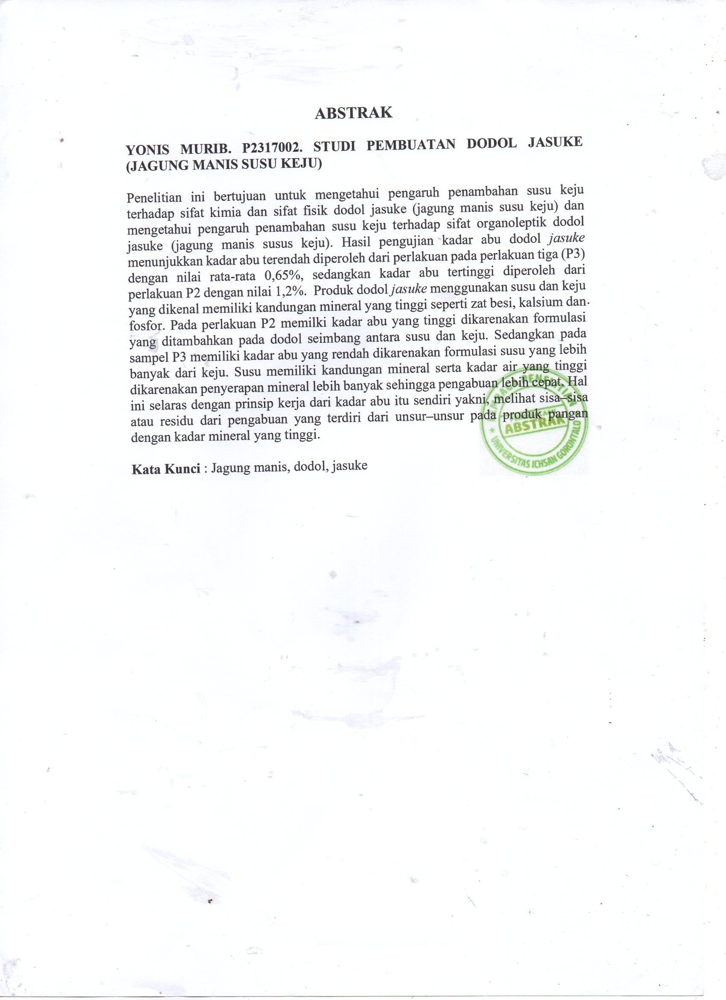 ABSTRAK
YONIS MURIB. P2317002. STUDI PEMBUATAN DODOL JASUKE
(JAGUNG MANIS SUSU KEJU)
Penelitian ini bertujuan untuk mengetahui pengaruh penambahan susu keju
terhadap sifat kimia dan sifat fisik dodol jasuke (jagung manis susu keju) dan
mengetahui pengaruh penambahan susu keju terhadap sifat organoleptik dodol
jasuke (jagung manis susus keju). Hasil pengujian kadar abu dodol jasuke
menunjukkan kadar abu terendah diperoleh dari perlakuan pada perlakuan tiga (P3)
dengan nilai rata-rata 0,65%, sedangkan kadar abu tertinggi diperoleh dari
perlakuan P2 dengan nilai 1,2%. Produk dodol jasuke menggunakan susu dan keju
yang dikenal memiliki kandungan mineral yang tinggi seperti zat besi, kalsium dan
fosfor. Pada perlakuan P2 memilki kadar abu yang tinggi dikarenakan formulasi
yang ditambahkan pada dodol seimbang antara susu dan keju. Sedangkan pada
sampel P3 memiliki kadar abu yang rendah dikarenakan formulasi susu yang lebih
banyak dari keju. Susu memiliki kandungan mineral serta kadar air yang tinggi
dikarenakan penyerapan mineral lebih banyak sehingga pengabuan lebih cepat. Hal
ini selaras dengan prinsip kerja dari kadar abu itu sendiri yakni, melihat sisa–sisa
atau residu dari pengabuan yang terdiri dari unsur–unsur pada produk pangan
dengan kadar mineral yang tinggi.
Kata Kunci : Jagung manis, dodol, jasuke
ABSTRAK
UNIVERSITAS ICHSAN GORONTALO